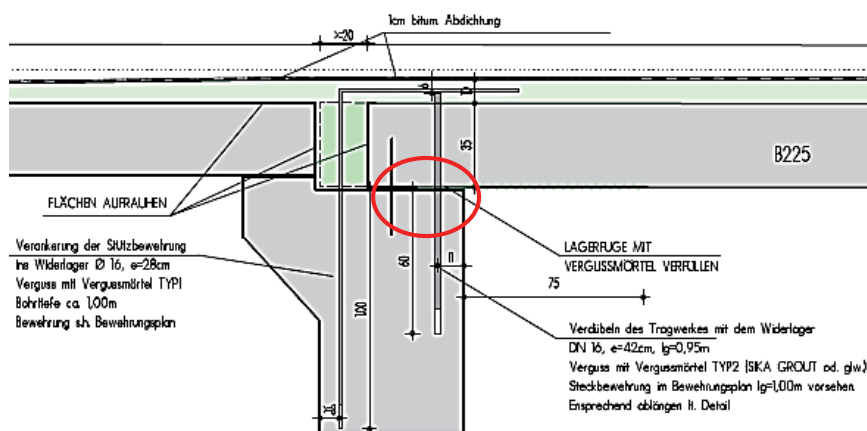 1cm bitum. Abdichtung
x=20
6
12
35
B225
FLÄCHEN AUFRAUHEN
Verankerung der Stützbewehrung
ins Widerlager Ø 16, e=28cm
Verguss mit Vergussmörtel TYP1
Bohrtiefe ca. 1,00m
Bewehrung s.h. Bewehrungsplan
LAGERFUGE MIT
VERGUSSMÖRTEL VERFÜLLEN
60
11
75
100
Verdübeln des Tragwerkes mit dem Widerlager
DN 16, e=42cm, lg=0,95m
Verguss mit Vergussmörtel TYP2 (SIKA GROUT od. glw.)
Steckbewehrung im Bewehrungsplan lg=1,00m vorsehen.
Ensprechend ablängen lt. Detail